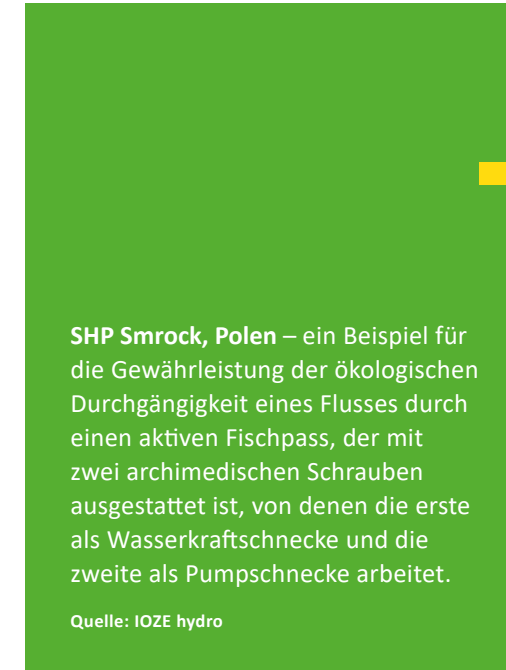 SHP Smrock, Polen – ein Beispiel für
die Gewährleistung der ökologischen
Durchgängigkeit eines Flusses durch
einen aktiven Fischpass, der mit
zwei archimedischen Schrauben
ausgestattet ist, von denen die erste
als Wasserkraftschnecke und die
zweite als Pumpschnecke arbeitet.
Quelle: IOZE hydro